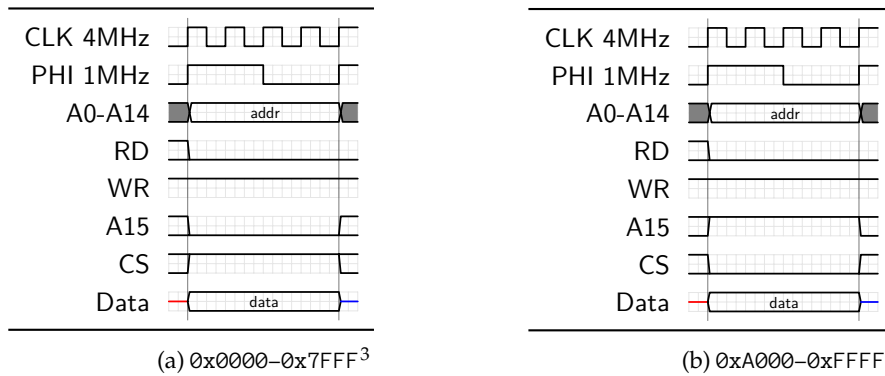 CLK 4MHz
PHI 1MHz
A0-A14 addr
RD
WR
A15
CS
Data data
(a) 0x0000–0x7FFF³
CLK 4MHz
PHI 1MHz
A0-A14 addr
RD
WR
A15
CS
Data data
(b) 0xA000–0xFFFF